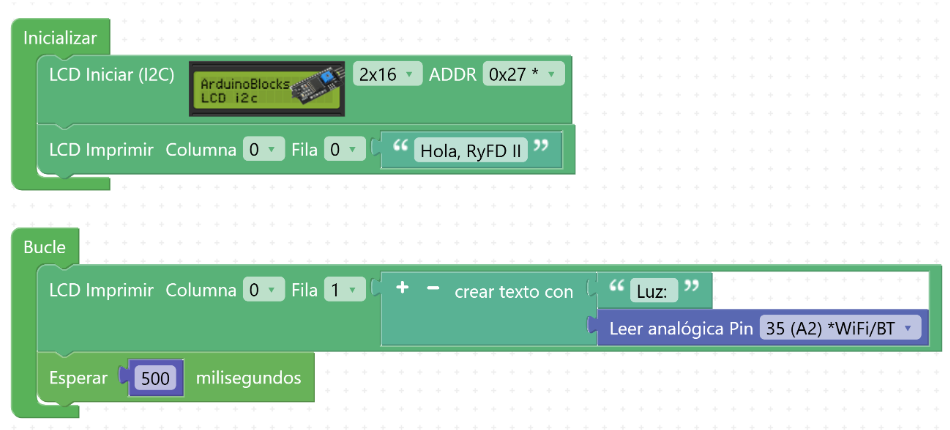 Inicializar
LCD Iniciar (I2C) ArduinoBlocks LCD i2c 2x16 ADDR 0x27 *
LCD Imprimir Columna 0 Fila 0 “ Hola, RyFD II ”
Bucle
LCD Imprimir Columna 0 Fila 1 + - crear texto con “ Luz: ”
Leer analógica Pin 35 (A2) *WiFi/BT
Esperar 500 milisegundos